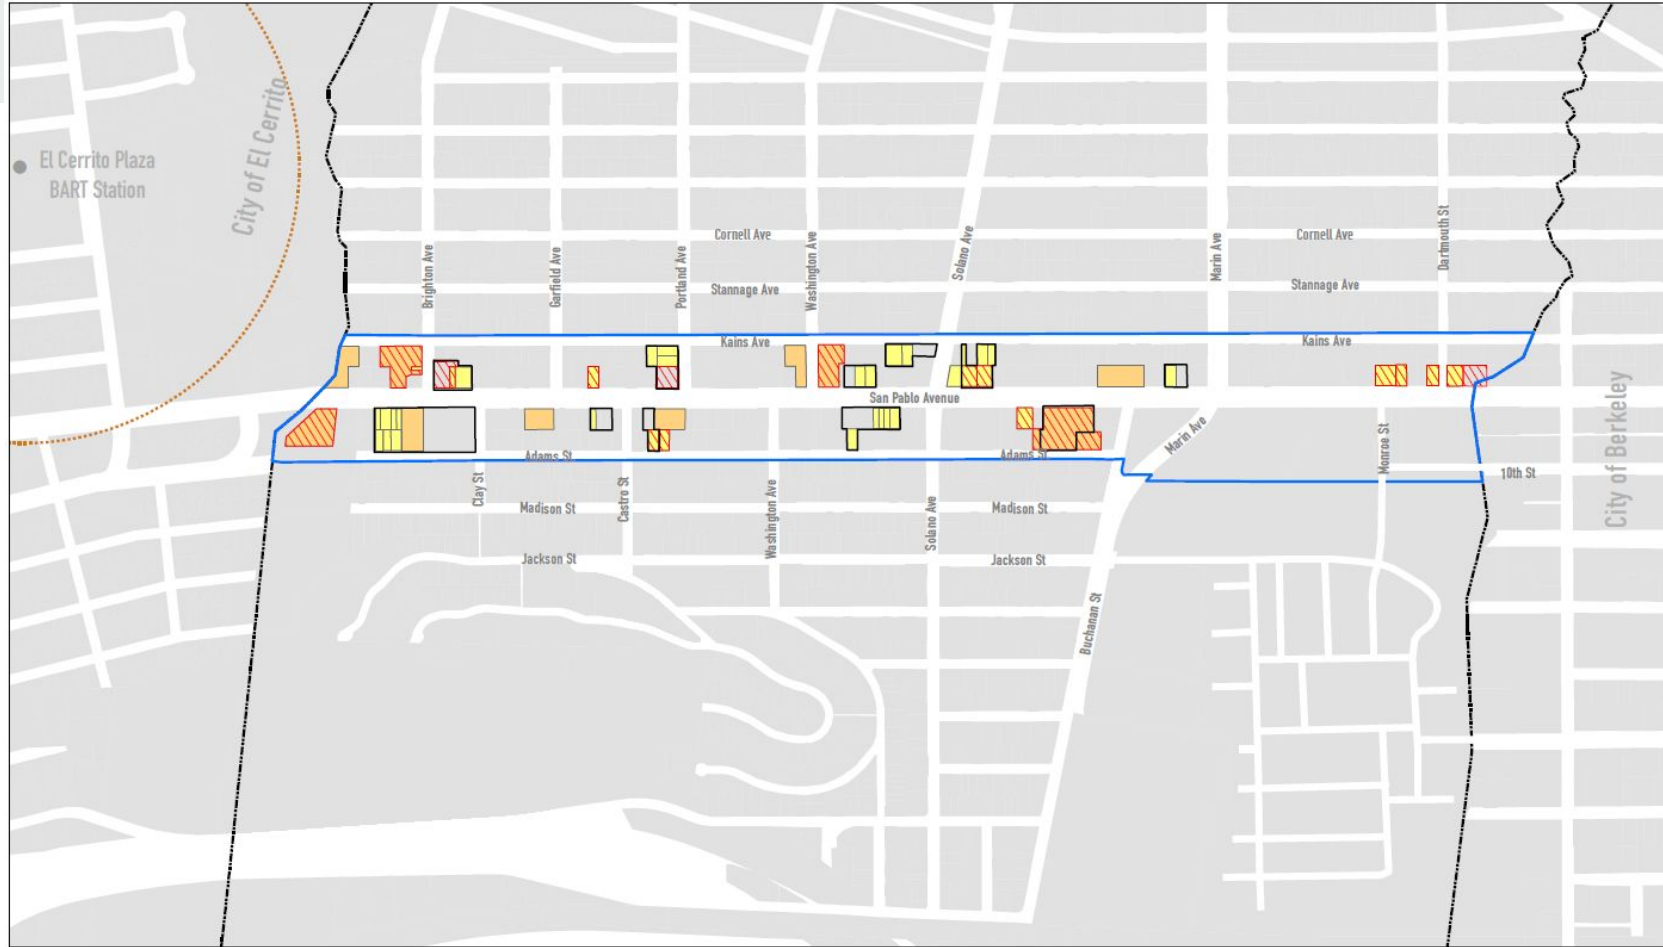 El Cerrito Plaza
BART Station
City of El Cerrito
Cornell Ave
Cornell Ave
Stannage Ave
Stannage Ave
Brighton Ave
Garfield Ave
Portland Ave
Washington Ave
Solano Ave
Marin Ave
Dartmouth St
Kains Ave
Kains Ave
San Pablo Avenue
Adams St
Adams St
Marin Ave
Monroe St
10th St
City of Berkeley
Clay St
Castro St
Washington Ave
Solano Ave
Madison St
Madison St
Jackson St
Jackson St
Buchanan St